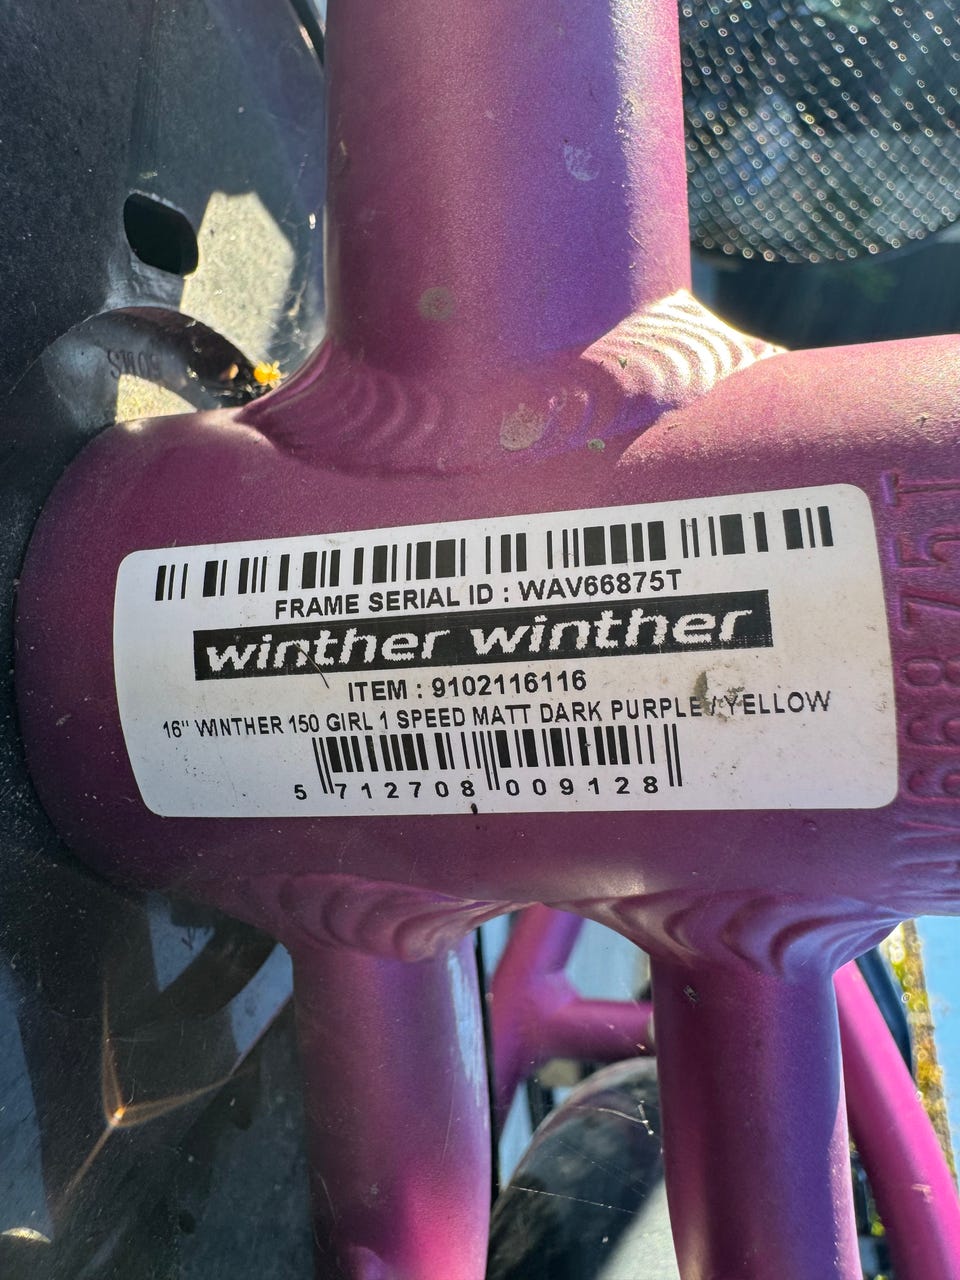 FRAME SERIAL ID : WAV66875T
winther winther
ITEM : 9102116116
16" WINTHER 150 GIRL 1 SPEED MATT DARK PURPLE / YELLOW
5 712708 009128
66875T